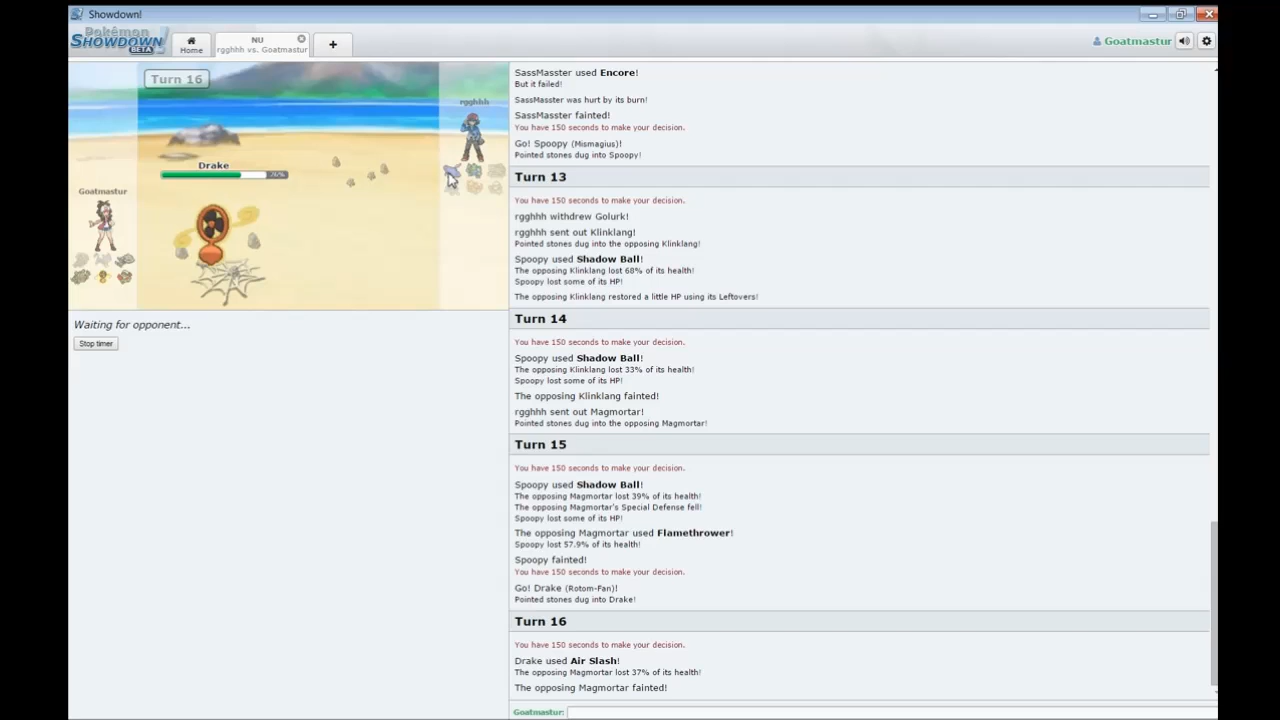 Showdown!
Pokémon
SHOWDOWN
BETA
Home
NU
rgghhh vs. Goatmastur
+
Goatmastur
Turn 16
rgghhh
Drake
76%
Goatmastur
Waiting for opponent...
Stop timer
SassMasster used Encore!
But it failed!
SassMasster was hurt by its burn!
SassMasster fainted!
You have 150 seconds to make your decision.
Go! Spoopy (Mismagius)!
Pointed stones dug into Spoopy!
Turn 13
You have 150 seconds to make your decision.
rgghhh withdrew Golurk!
rgghhh sent out Klinklang!
Pointed stones dug into the opposing Klinklang!
Spoopy used Shadow Ball!
The opposing Klinklang lost 68% of its health!
Spoopy lost some of its HP!
The opposing Klinklang restored a little HP using its Leftovers!
Turn 14
You have 150 seconds to make your decision.
Spoopy used Shadow Ball!
The opposing Klinklang lost 33% of its health!
Spoopy lost some of its HP!
The opposing Klinklang fainted!
rgghhh sent out Magmortar!
Pointed stones dug into the opposing Magmortar!
Turn 15
You have 150 seconds to make your decision.
Spoopy used Shadow Ball!
The opposing Magmortar lost 39% of its health!
The opposing Magmortar's Special Defense fell!
Spoopy lost some of its HP!
The opposing Magmortar used Flamethrower!
Spoopy lost 57.9% of its health!
Spoopy fainted!
You have 150 seconds to make your decision.
Go! Drake (Rotom-Fan)!
Pointed stones dug into Drake!
Turn 16
You have 150 seconds to make your decision.
Drake used Air Slash!
The opposing Magmortar lost 37% of its health!
The opposing Magmortar fainted!
Goatmastur: